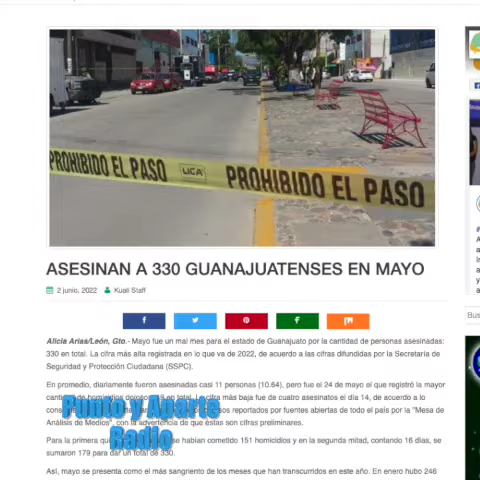 PROHIBIDO EL PASO UCA PROHIBIDO EL PASO
ASESINAN A 330 GUANAJUATENSES EN MAYO
2 junio, 2022 Kuali Staff
Alicia Arias/León, Gto.- Mayo fue un mal mes para el estado de Guanajuato por la cantidad de personas asesinadas:
330 en total. La cifra más alta registrada en lo que va de 2022, de acuerdo a las cifras difundidas por la Secretaría de
Seguridad y Protección Ciudadana (SSPC).
En promedio, diariamente fueron asesinadas casi 11 personas (10.64), pero fue el 24 de mayo el que registró la mayor
en total. La cifra más baja fue de cuatro asesinatos el día 14, de acuerdo a lo
reportados por fuentes abiertas de todo el país por la "Mesa de
Análisis de Medios", con la advertencia de que éstas son cifras preliminares.
Punto y Aparte
Radio
Para la primera se habían cometido 151 homicidios y en la segunda mitad, contando 16 días, se
sumaron 179 para dar un total de 330.
Así, mayo se presenta como el más sangriento de los meses que han transcurridos en este año. En enero hubo 246
Bus